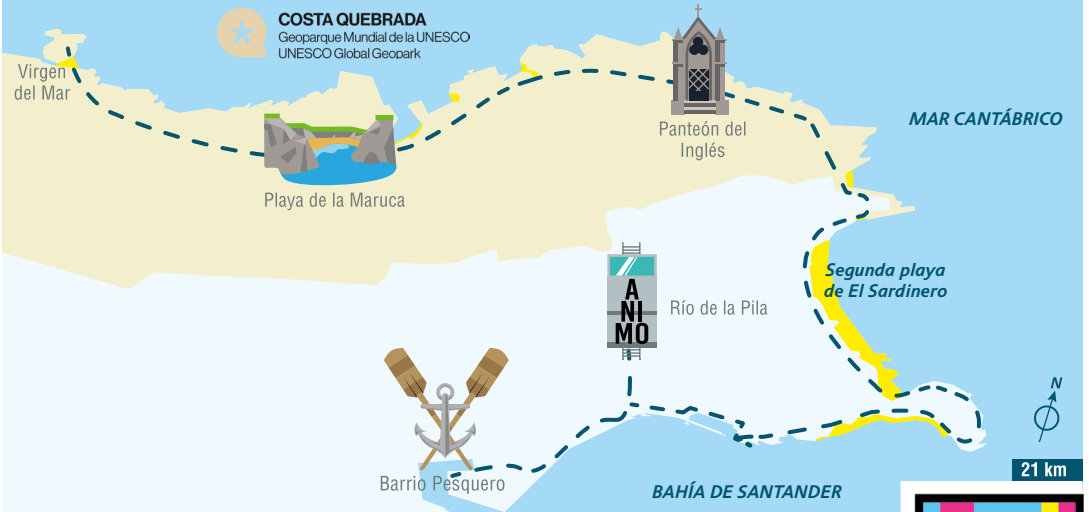 COSTA QUEBRADA
Geoparque Mundial de la UNESCO
UNESCO Global Geopark
Virgen
del Mar
Panteón del
Inglés
MAR CANTÁBRICO
Playa de la Maruca
Segunda playa
de El Sardinero
A
NI
MO
Río de la Pila
N
Barrio Pesquero
21 km
BAHÍA DE SANTANDER